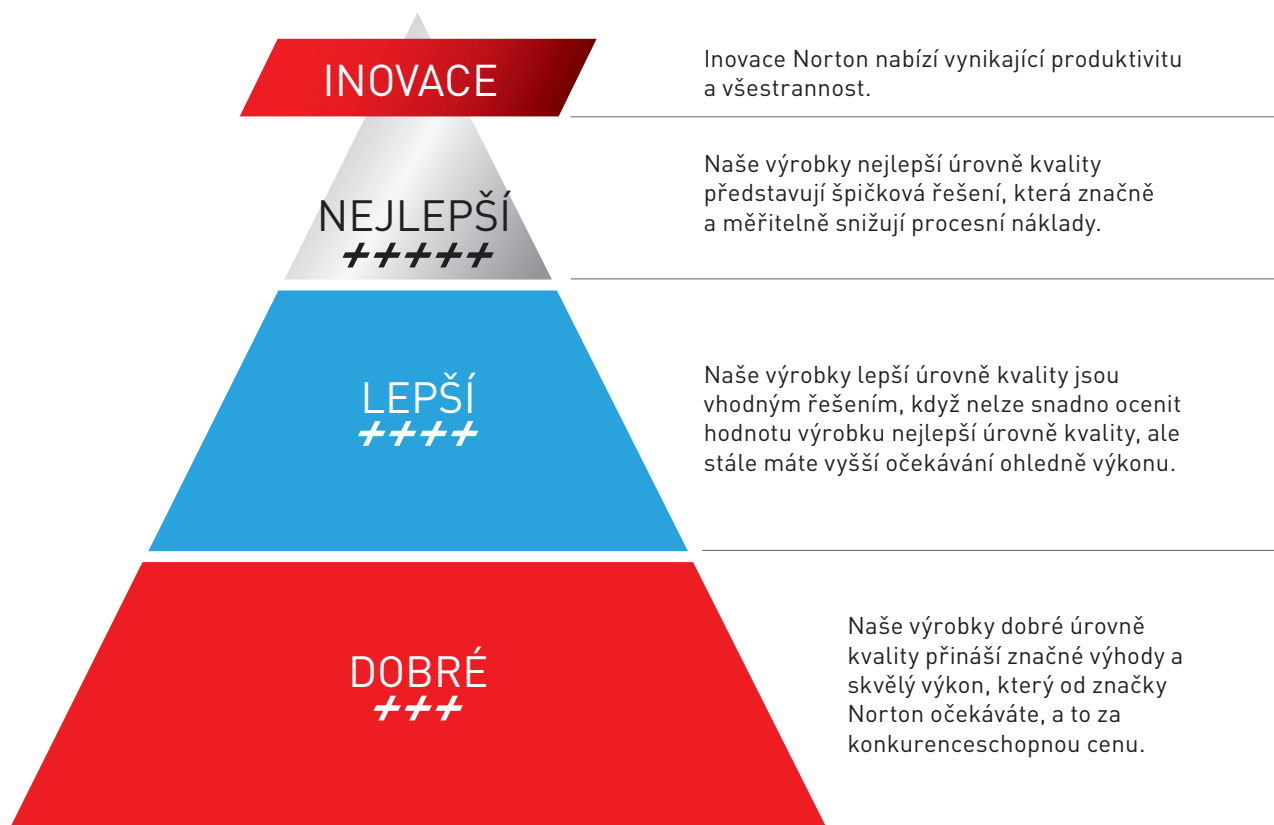 INOVACE
Inovace Norton nabízí vynikající produktivitu
a všestrannost.
NEJLEPŠÍ
+++++
Naše výrobky nejlepší úrovně kvality
představují špičková řešení, která značně
a měřitelně snižují procesní náklady.
LEPŠÍ
++++
Naše výrobky lepší úrovně kvality jsou
vhodným řešením, když nelze snadno ocenit
hodnotu výrobku nejlepší úrovně kvality, ale
stále máte vyšší očekávání ohledně výkonu.
DOBRÉ
+++
Naše výrobky dobré úrovně
kvality přináší značné výhody a
skvělý výkon, který od značky
Norton očekáváte, a to za
konkurenceschopnou cenu.